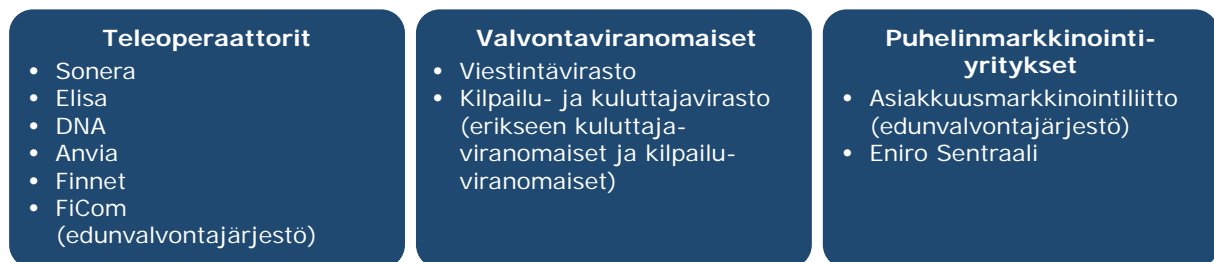 Teleoperaattorit
• Sonera
• Elisa
• DNA
• Anvia
• Finnet
• FiCom
(edunvalvontajärjestö)
Valvontaviranomaiset
• Viestintävirasto
• Kilpailu- ja kuluttajavirasto
(erikseen kuluttaja-
viranomaiset ja kilpailu-
viranomaiset)
Puhelinmarkkinointi-
yritykset
• Asiakkuusmarkkinointiliitto
(edunvalvontajärjestö)
• Eniro Sentraali